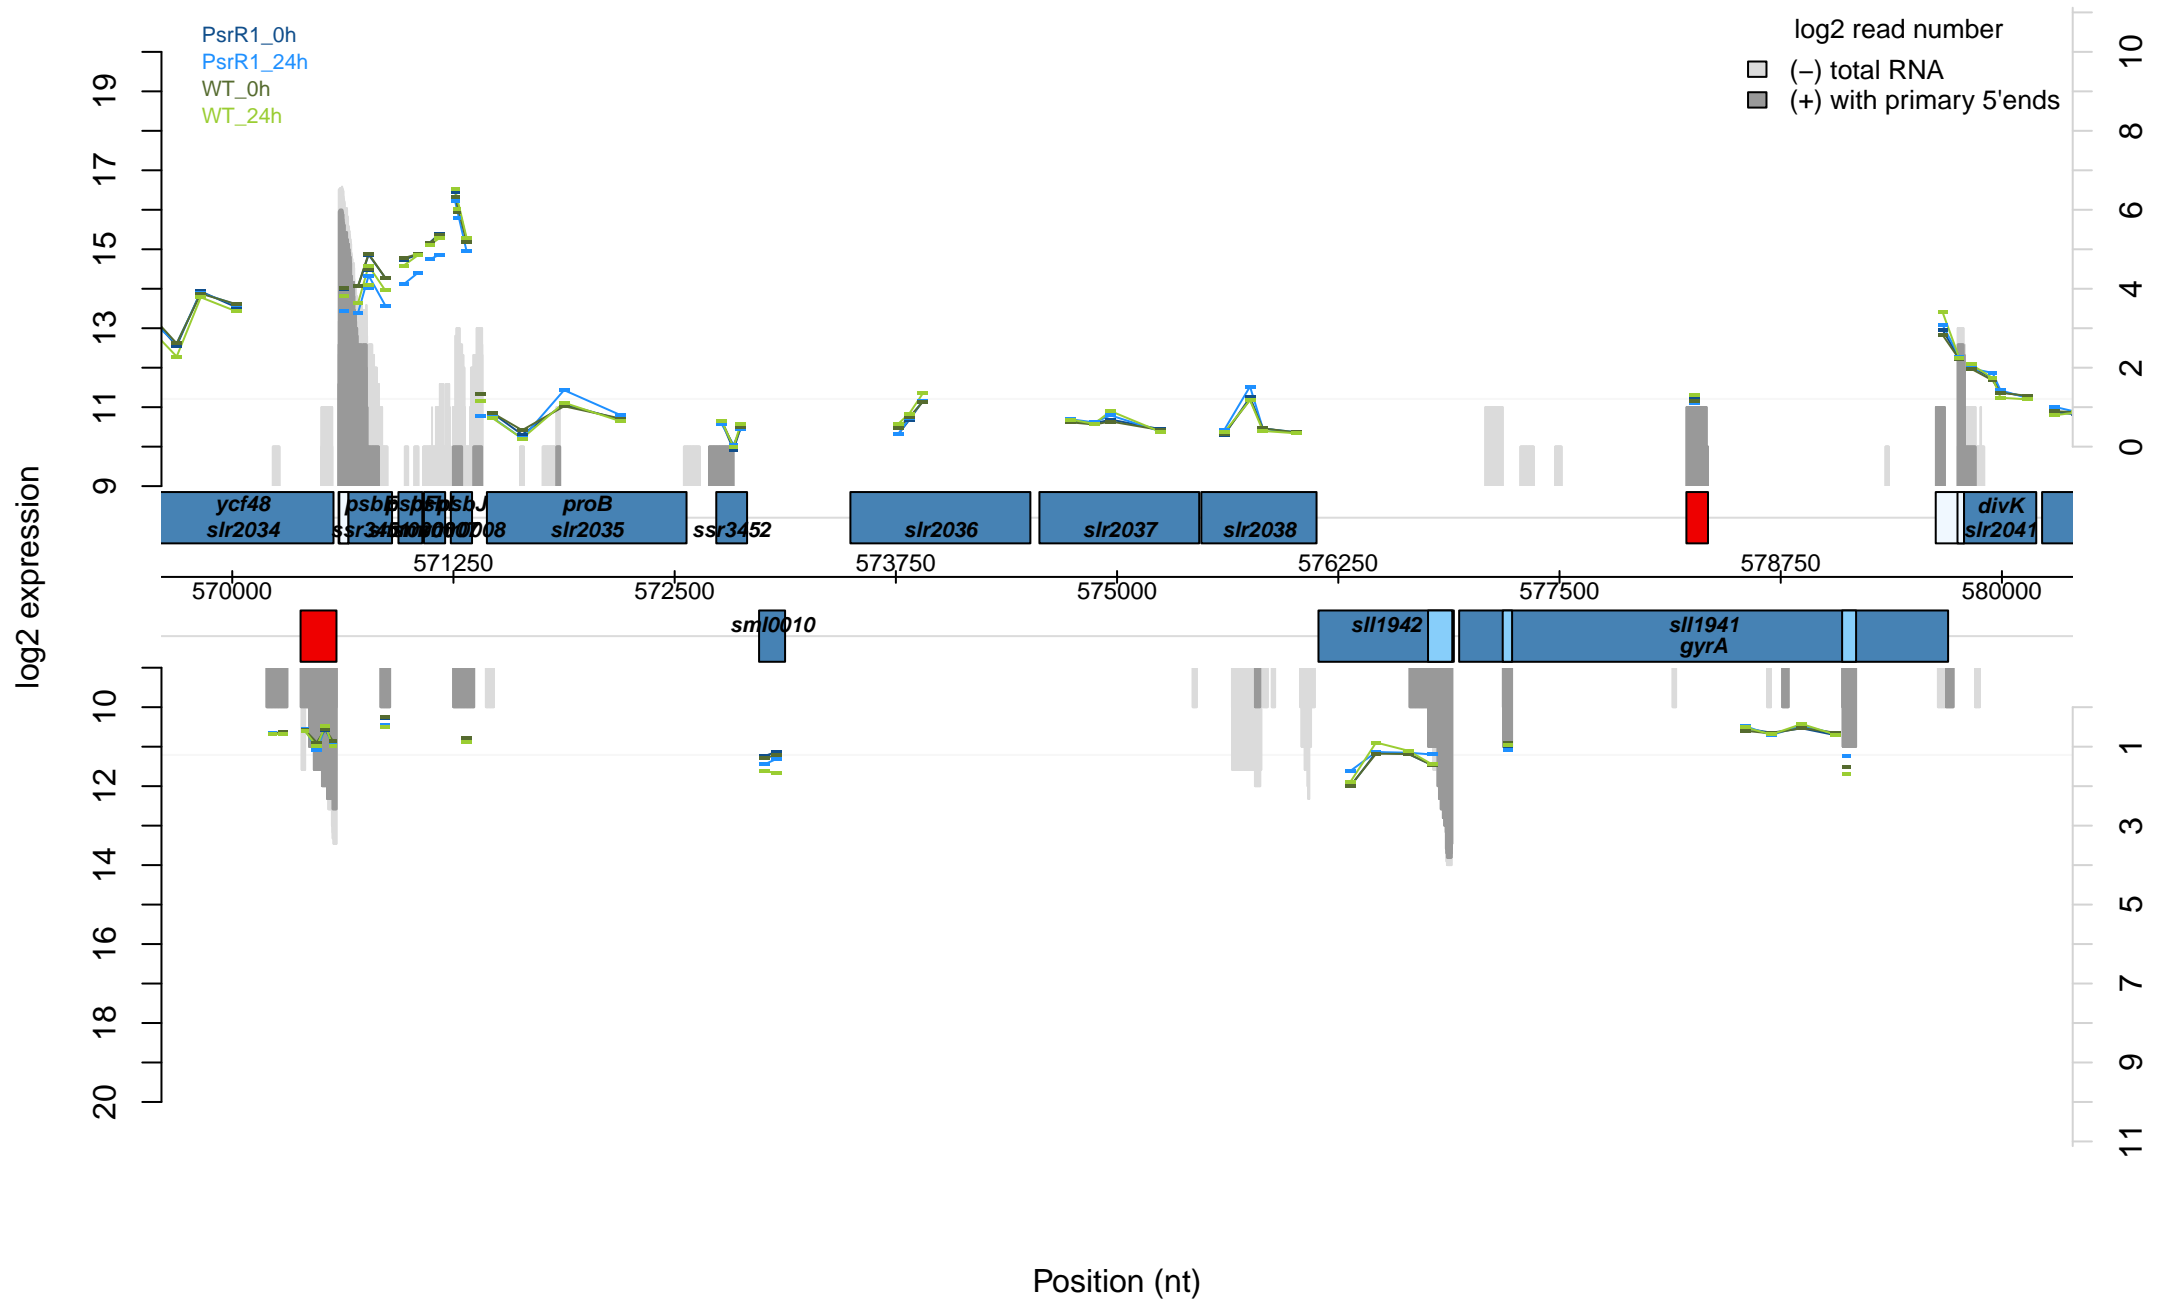 PsrR1_0h
PsrR1_24h
WT_0h
WT_24h
log2 read number
(−) total RNA
(+) with primary 5'ends
19
17
15
13
11
9
10
8
6
4
2
0
log2 expression
ycf48
slr2034
psbJ
proB
slr2035
ssr3452
slr2036
slr2037
slr2038
divK
slr2041
571250
573750
576250
578750
570000
572500
575000
577500
580000
sml0010
sll1942
sll1941
gyrA
10
12
14
16
18
20
1
3
5
7
9
11
Position (nt)